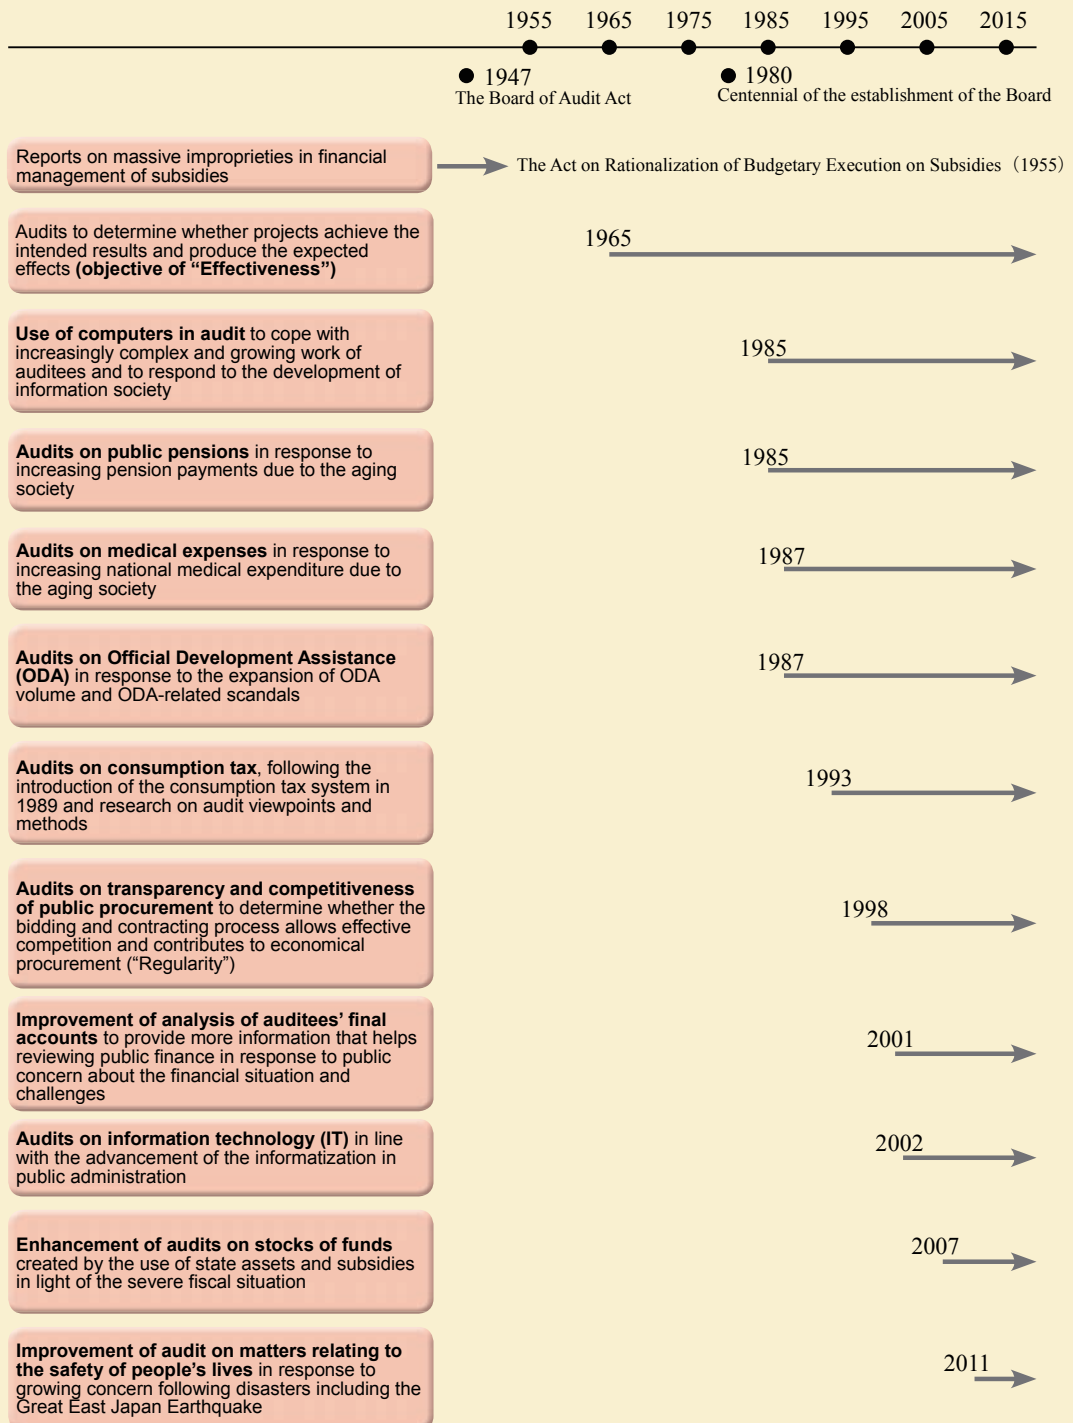 1955 1965 1975 1985 1995 2005 2015
1947
The Board of Audit Act
1980
Centennial of the establishment of the Board
Reports on massive improprieties in financial
management of subsidies
The Act on Rationalization of Budgetary Execution on Subsidies（1955）
Audits to determine whether projects achieve the
intended results and produce the expected
effects (objective of “Effectiveness”)
1965
Use of computers in audit to cope with
increasingly complex and growing work of
auditees and to respond to the development of
information society
1985
Audits on public pensions in response to
increasing pension payments due to the aging
society
1985
Audits on medical expenses in response to
increasing national medical expenditure due to
the aging society
1987
Audits on Official Development Assistance
(ODA) in response to the expansion of ODA
volume and ODA-related scandals
1987
Audits on consumption tax, following the
introduction of the consumption tax system in
1989 and research on audit viewpoints and
methods
1993
Audits on transparency and competitiveness
of public procurement to determine whether the
bidding and contracting process allows effective
competition and contributes to economical
procurement (“Regularity”)
1998
Improvement of analysis of auditees’ final
accounts to provide more information that helps
reviewing public finance in response to public
concern about the financial situation and
challenges
2001
Audits on information technology (IT) in line
with the advancement of the informatization in
public administration
2002
Enhancement of audits on stocks of funds
created by the use of state assets and subsidies
in light of the severe fiscal situation
2007
Improvement of audit on matters relating to
the safety of people’s lives in response to
growing concern following disasters including the
Great East Japan Earthquake
2011